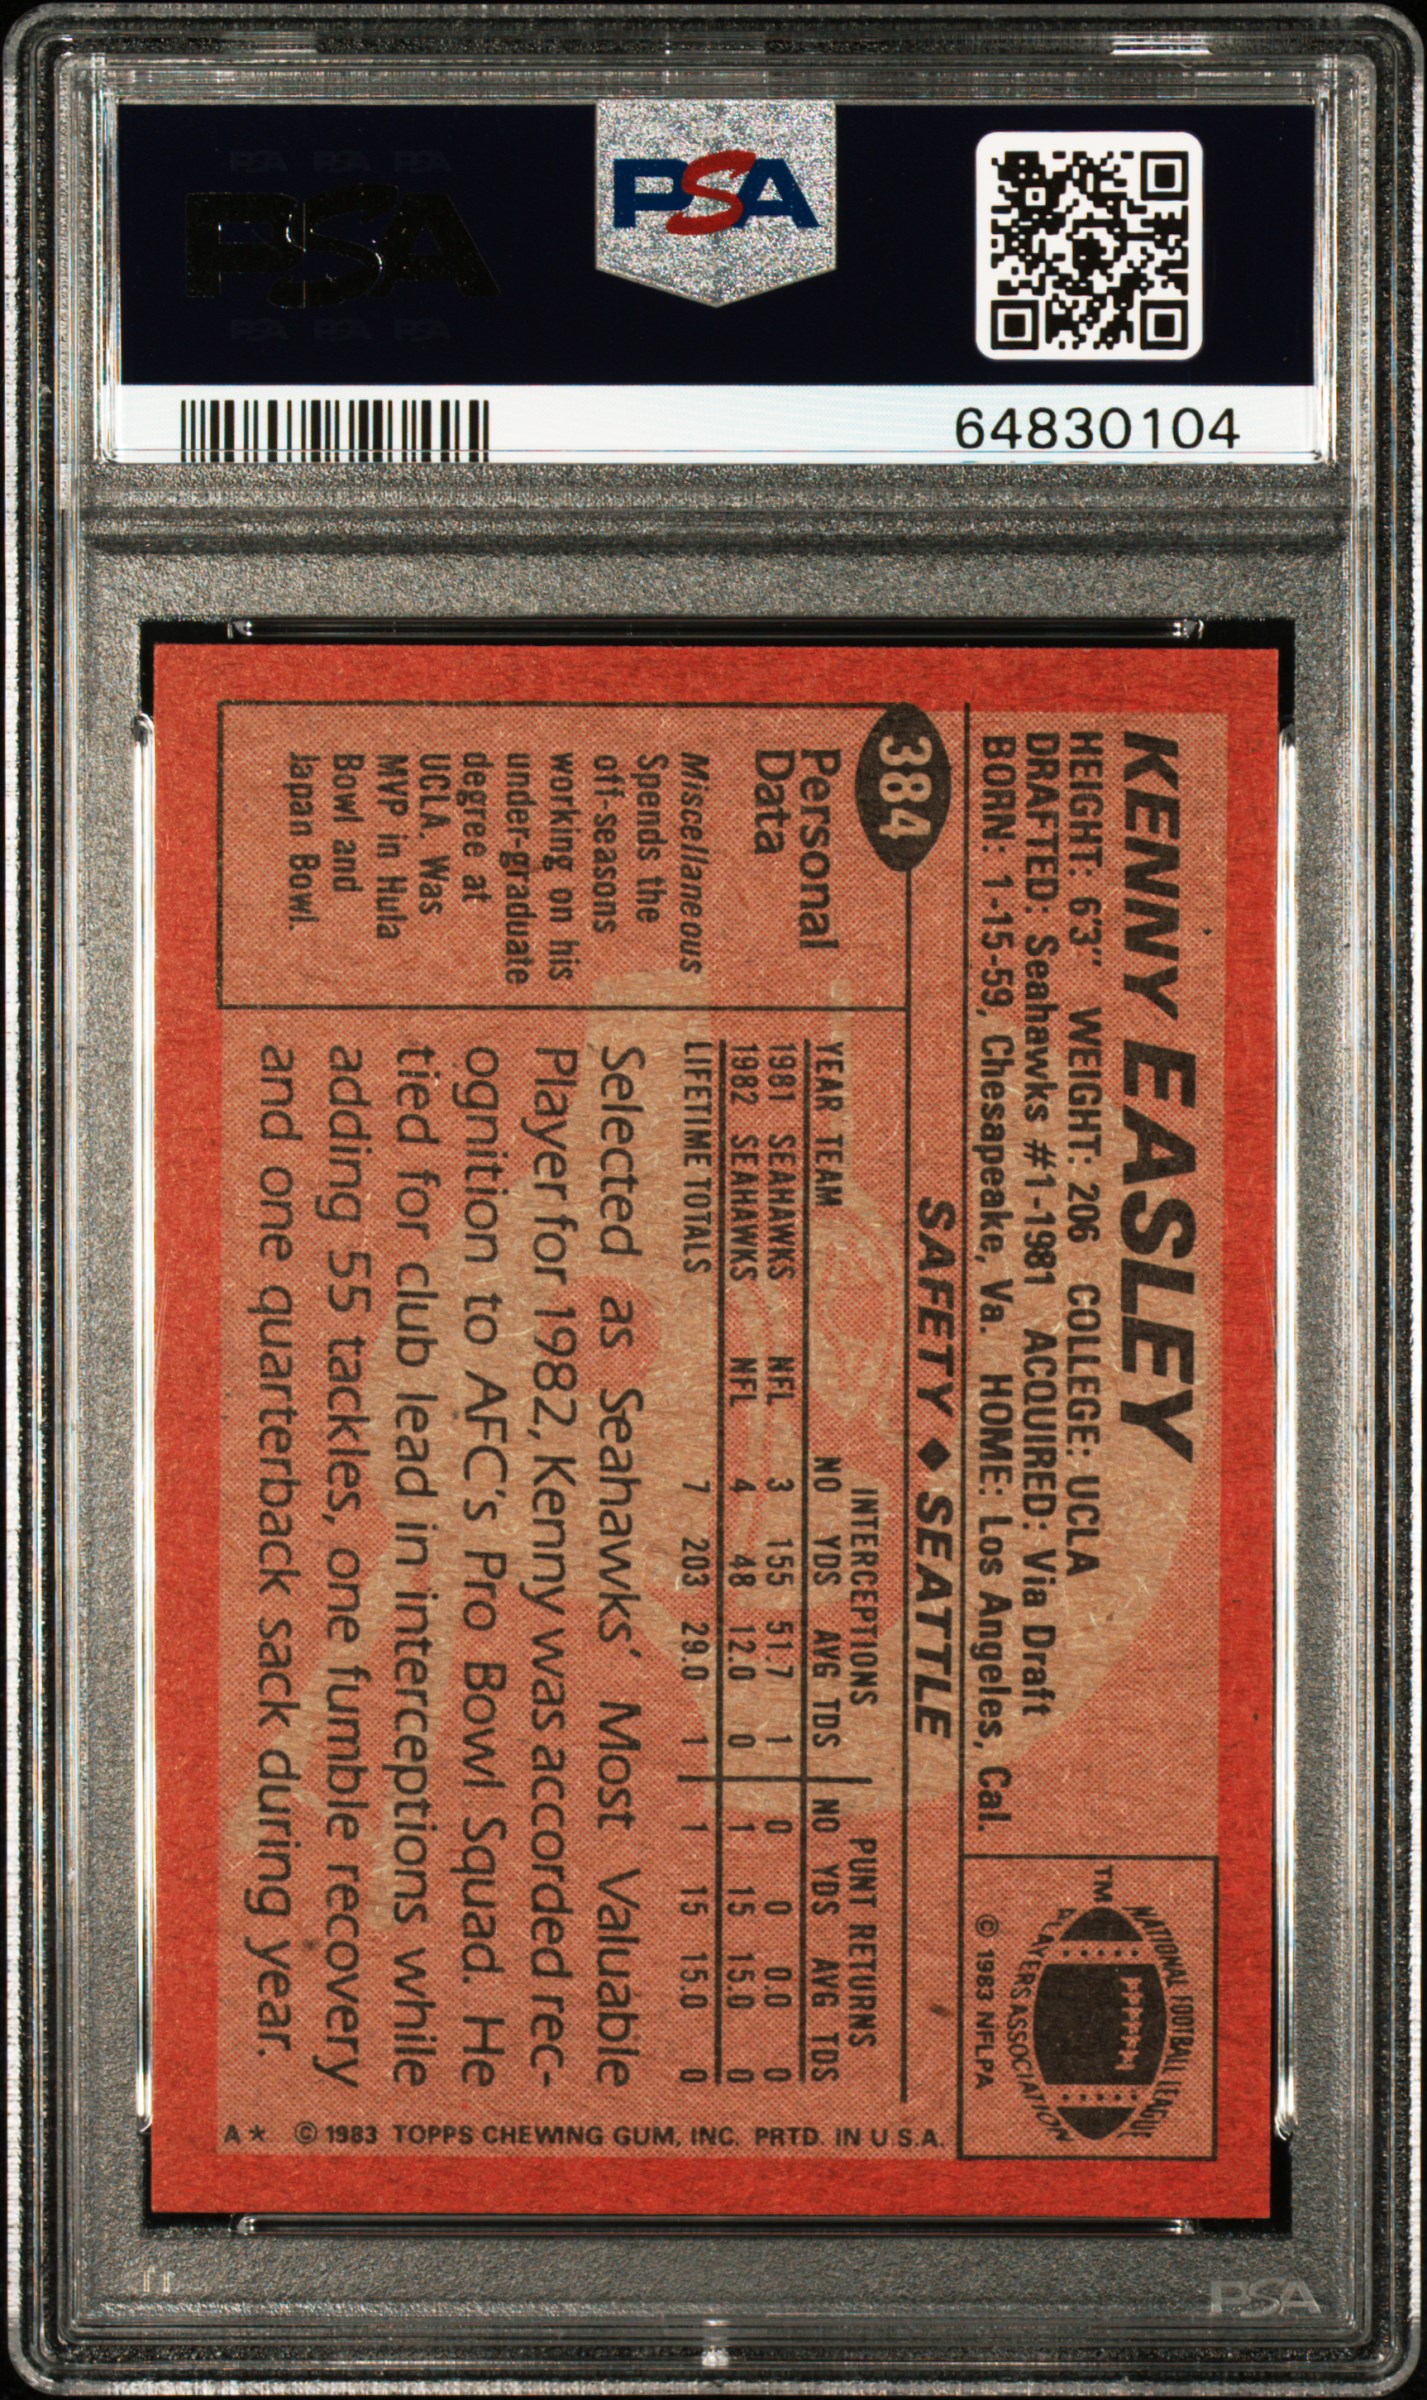 PSA PSA PSA
PSA
PSA PSA PSA
PSA
64830104
KENNY EASLEY
HEIGHT: 6'3" WEIGHT: 206 COLLEGE: UCLA
DRAFTED: Seahawks #1-1981 ACQUIRED: Via Draft
BORN: 1-15-59, Chesapeake, Va. HOME: Los Angeles, Cal.
NATIONAL FOOTBALL LEAGUE
PLAYERS ASSOCIATION
TM
© 1983 NFLPA
384
SAFETY ◆ SEATTLE
Personal
Data
Miscellaneous
Spends the
off-seasons
working on his
under-graduate
degree at
UCLA. Was
MVP in Hula
Bowl and
Japan Bowl.
INTERCEPTIONS PUNT RETURNS
YEAR TEAM NO YDS AVG TDS NO YDS AVG TDS
1981 SEAHAWKS NFL 3 155 51.7 1 0 0 0.0 0
1982 SEAHAWKS NFL 4 48 12.0 0 1 15 15.0 0
LIFETIME TOTALS 7 203 29.0 1 1 15 15.0 0
Selected as Seahawks' Most Valuable
Player for 1982, Kenny was accorded rec-
ognition to AFC's Pro Bowl Squad. He
tied for club lead in interceptions while
adding 55 tackles, one fumble recovery
and one quarterback sack during year.
A* © 1983 TOPPS CHEWING GUM, INC. PRTD. IN U.S.A.
PSA